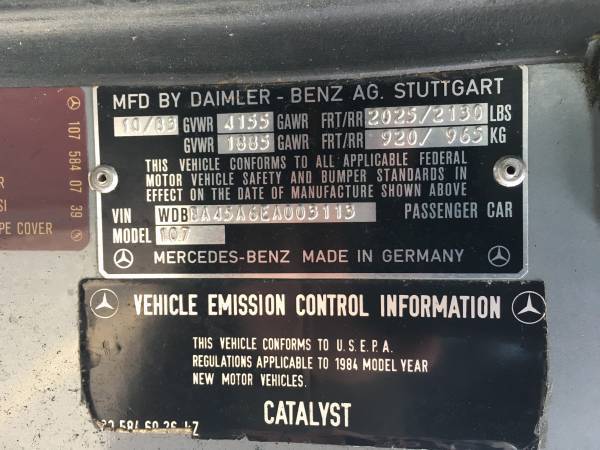 MFD BY DAIMLER - BENZ AG. STUTTGART
10/83 GVWR 4155 GAWR FRT/RR 2025/2130 LBS
GVWR 1885 GAWR FRT/RR 920/ 965 KG
THIS VEHICLE CONFORMS TO ALL APPLICABLE FEDERAL
MOTOR VEHICLE SAFETY AND BUMPER STANDARDS IN
EFFECT ON THE DATE OF MANUFACTURE SHOWN ABOVE
VIN WDBBA45A6EA003113 PASSENGER CAR
MODEL 107
MERCEDES-BENZ MADE IN GERMANY
107 584 07 39
SI
PE COVER
VEHICLE EMISSION CONTROL INFORMATION
THIS VEHICLE CONFORMS TO U.S.E.P.A.
REGULATIONS APPLICABLE TO 1984 MODEL YEAR
NEW MOTOR VEHICLES.
CATALYST